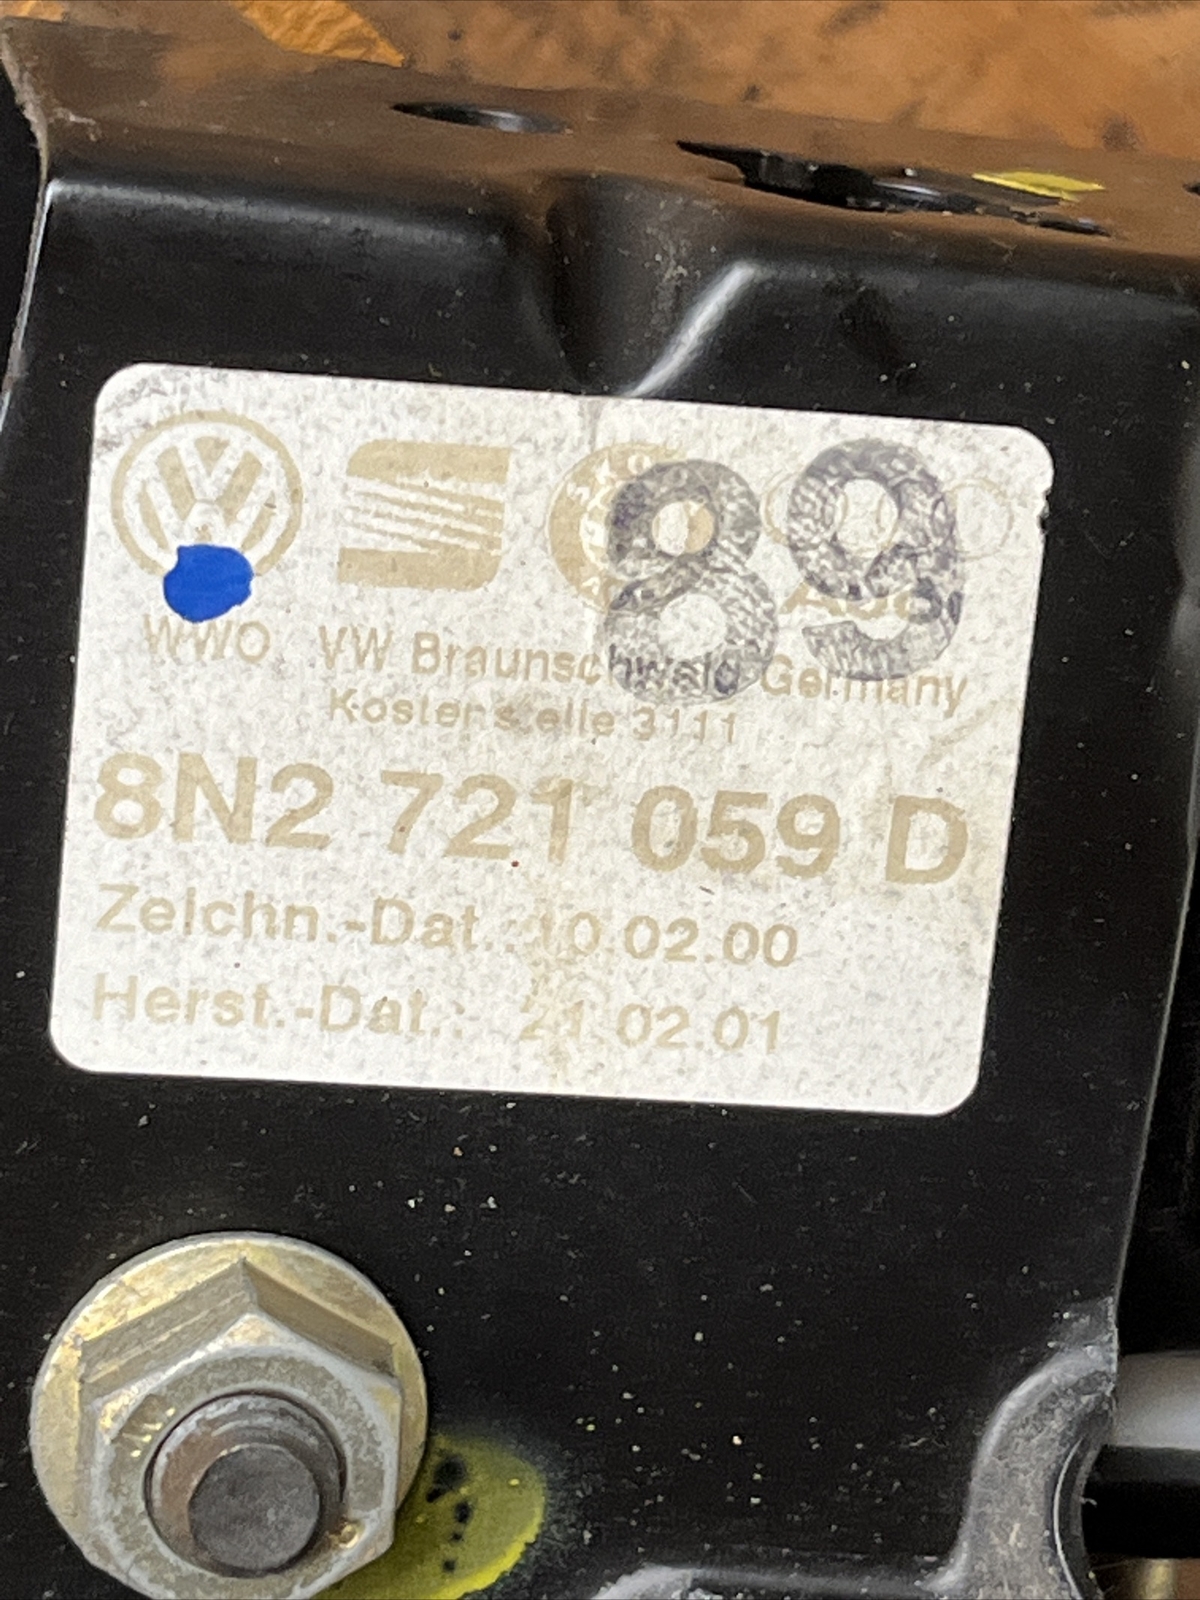 89
WWO VW Braunschweig Germany
Kostenstelle 3111
8N2 721 059 D
Zeichn.-Dat.: 10.02.00
Herst.-Dat.: 21.02.01